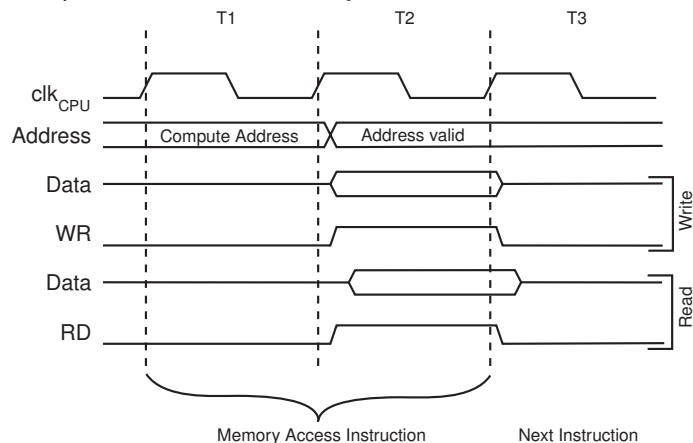 T1 T2 T3
clkCPU
Address Compute Address Address valid
Data
WR
Write
Data
RD
Read
Memory Access Instruction Next Instruction